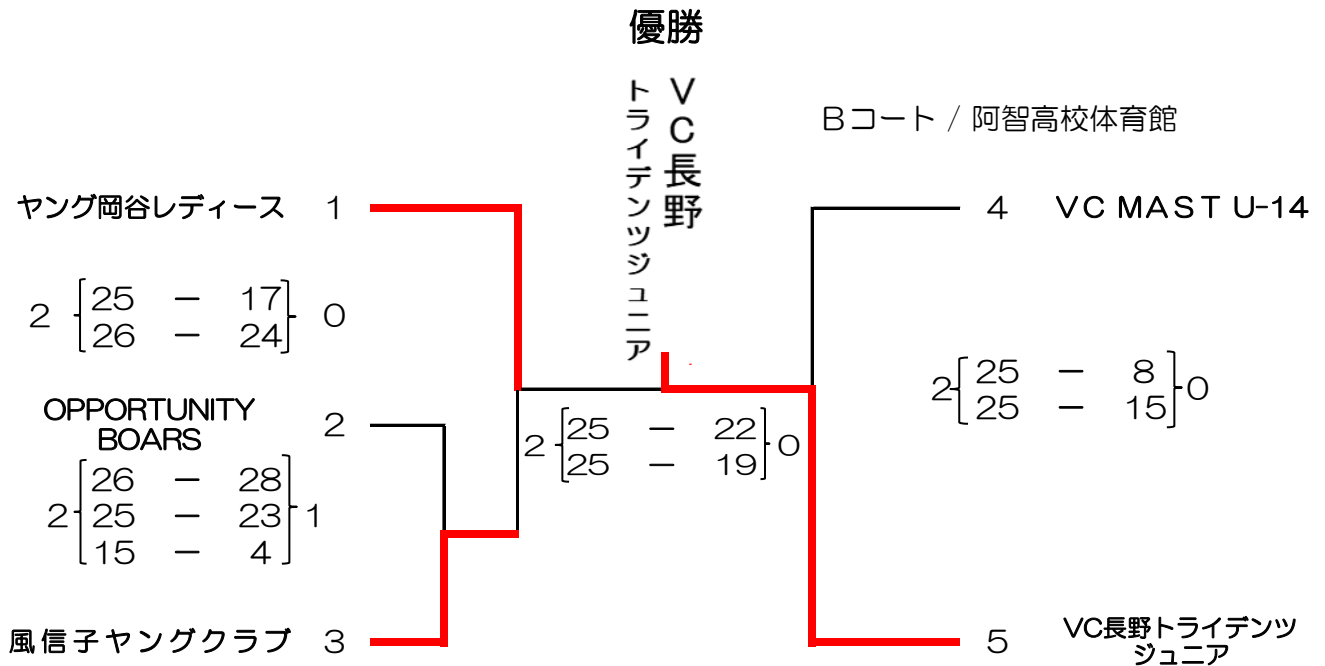 優勝
VC長野
トライデンツジュニア
Bコート / 阿智高校体育館
ヤング岡谷レディース 1
4 VC MAST U-14
2 25 － 17 0
26 － 24
2 25 － 8 0
25 － 15
OPPORTUNITY
BOARS
2
2 25 － 22 0
25 － 19
26 － 28
2 25 － 23 1
15 － 4
風信子ヤングクラブ 3
5 VC長野トライデンツ
ジュニア